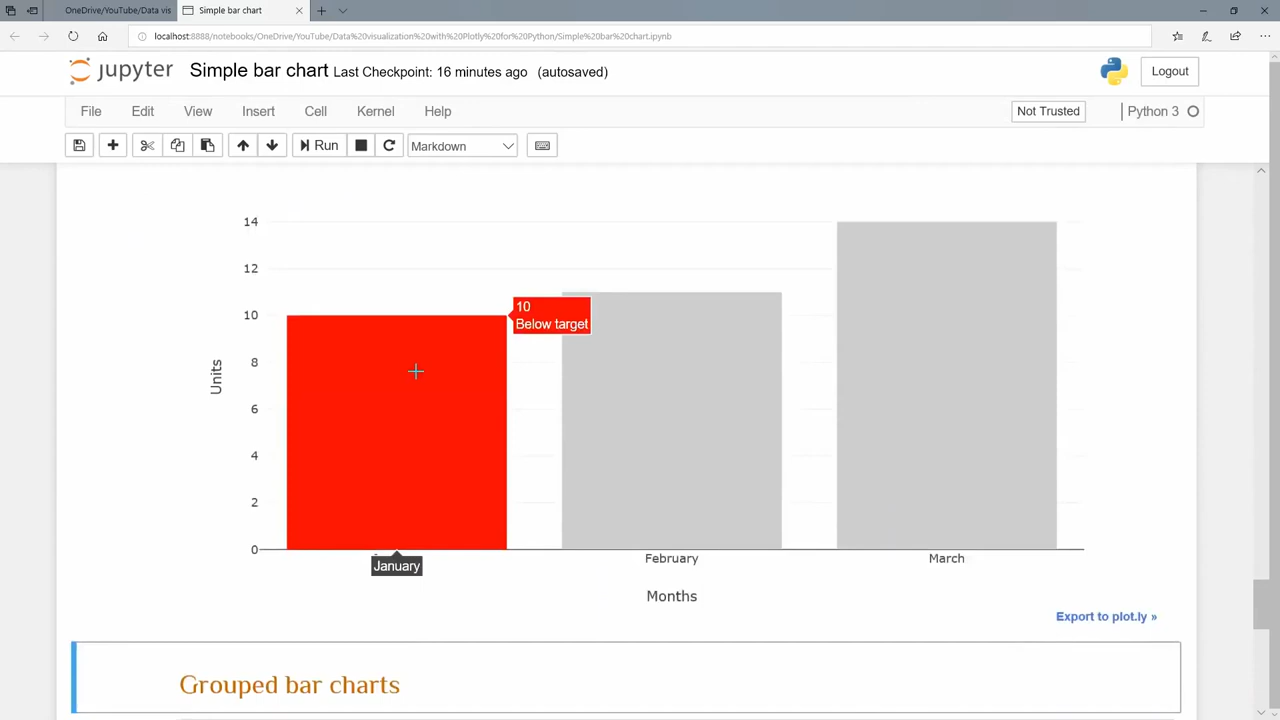 OneDrive/YouTube/Data vis
Simple bar chart
localhost:8888/notebooks/OneDrive/YouTube/Data%20visualization%20with%20Plotly%20for%20Python/Simple%20bar%20chart.ipynb
jupyter Simple bar chart Last Checkpoint: 16 minutes ago (autosaved)
Logout
File Edit View Insert Cell Kernel Help
Not Trusted
Python 3
Run
Markdown
14
12
10
8
6
4
2
0
Units
10
Below target
January
February
March
Months
Export to plot.ly »
Grouped bar charts